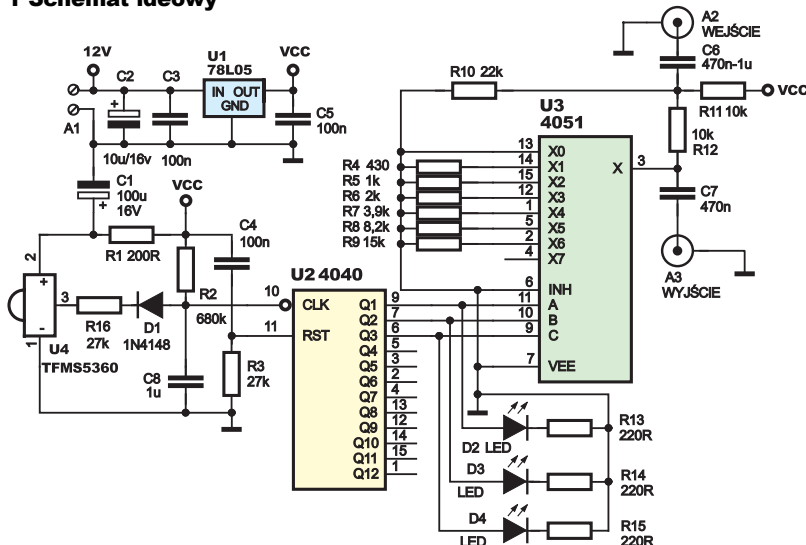 1 Schemat ideowy
12V
C2
C3
U1
78L05
VCC
IN OUT
GND
+
C5
100n
A1
10u/16v
100n
C1
100u
16V
+
VCC
R1 200R
C4
100n
2
+
3
-
1
U4
TFMS5360
R16
27k
D1
1N4148
R2
680k
C8
1u
R3
27k
U2 4040
10
CLK
11
RST
Q1 9
Q2 7
Q3 6
Q4 5
Q5 3
Q6 2
Q7 4
Q8 13
Q9 12
Q10 14
Q11 15
Q12 1
A2
WEJŚCIE
C6
470n-1u
R10 22k
VCC
R11 10k
10k
R12
U3
4051
R4 430
R5 1k
R6 2k
R7 3,9k
R8 8,2k
R9 15k
13 X0
14 X1
15 X2
12 X3
1 X4
5 X5
2 X6
4 X7
X 3
6 INH
11 A
10 B
9 C
7 VEE
C7
470n
A3
WYJŚCIE
D2 LED
R13
220R
D3
LED
R14
220R
D4
LED
R15
220R